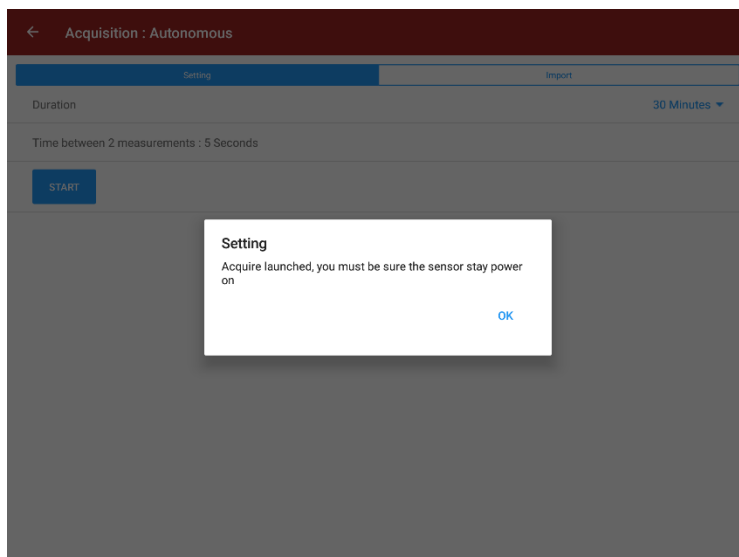 Acquisition : Autonomous
Setting
Import
Duration
30 Minutes
Time between 2 measurements : 5 Seconds
START
Setting
Acquire launched, you must be sure the sensor stay power
on
OK